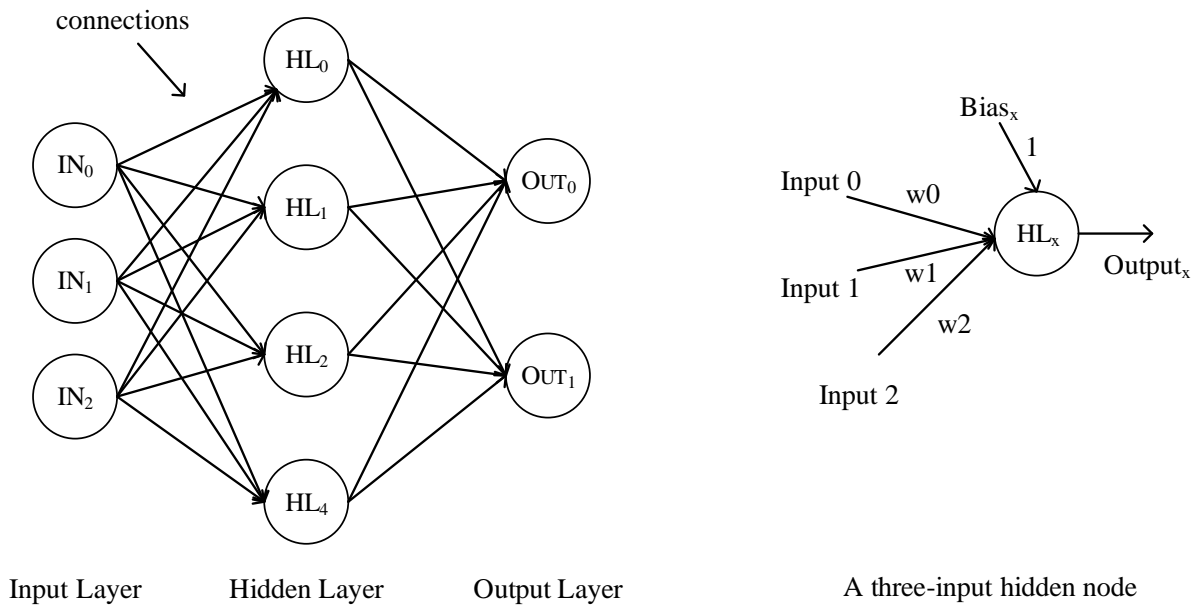 connections
HL₀
IN₀
HL₁
OUT₀
IN₁
HL₂
OUT₁
IN₂
HL₄
Input Layer
Hidden Layer
Output Layer
Biasₓ
1
Input 0
w0
HLₓ
Input 1
w1
Outputₓ
w2
Input 2
A three-input hidden node